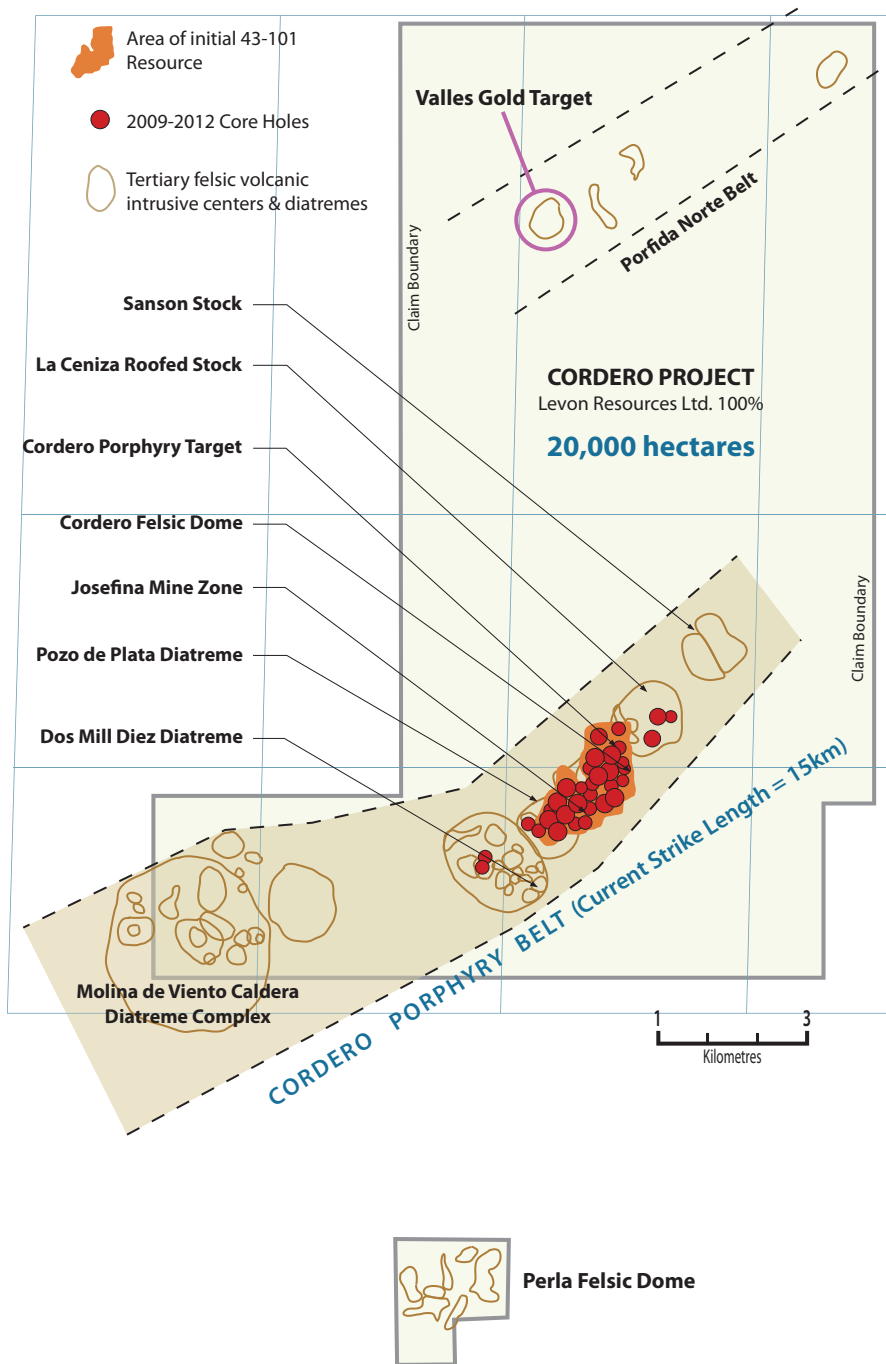 Area of initial 43-101
Resource
2009-2012 Core Holes
Tertiary felsic volcanic
intrusive centers & diatremes
Valles Gold Target
Porfida Norte Belt
Claim Boundary
Sanson Stock
La Ceniza Roofed Stock
Cordero Porphyry Target
Cordero Felsic Dome
Josefina Mine Zone
Pozo de Plata Diatreme
Dos Mill Diez Diatreme
CORDERO PROJECT
Levon Resources Ltd. 100%
20,000 hectares
Claim Boundary
Molina de Viento Caldera
Diatreme Complex
CORDERO PORPHYRY BELT (Current Strike Length = 15km)
1 3
Kilometres
Perla Felsic Dome